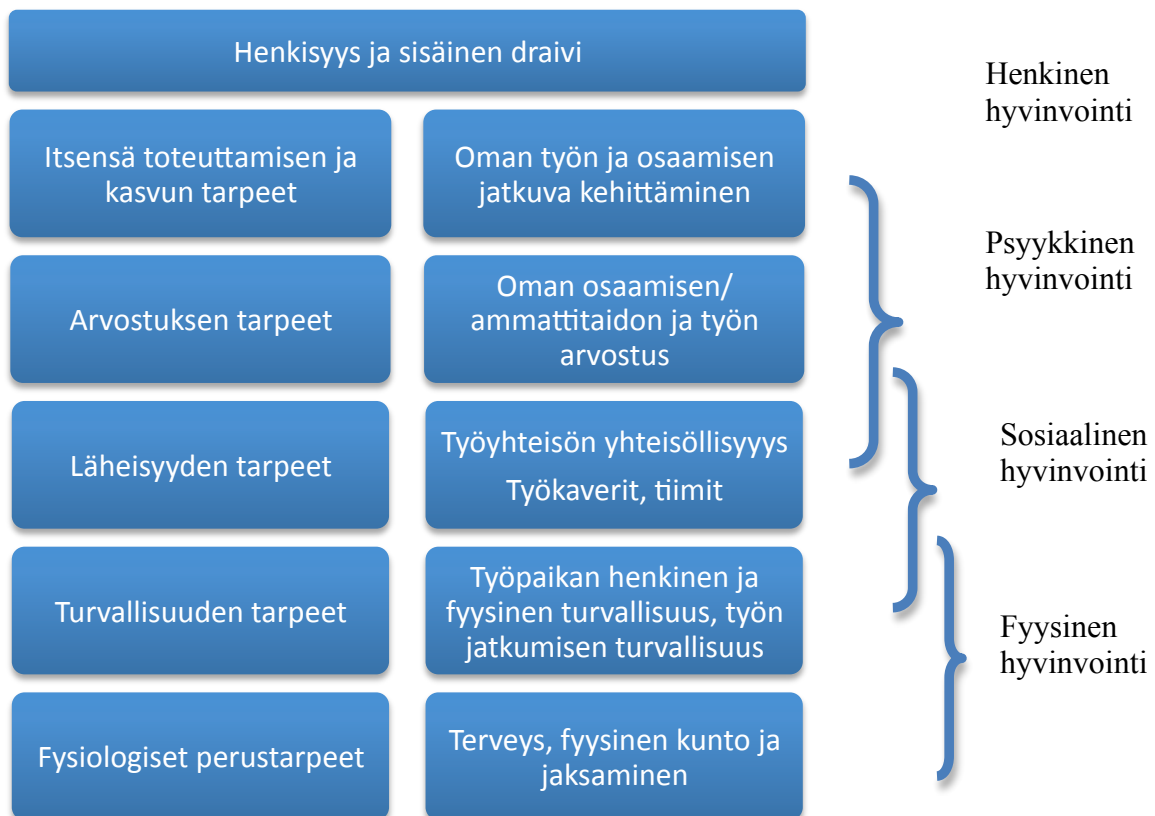 Henkisyys ja sisäinen draivi
Henkinen
hyvinvointi
Itsensä toteuttamisen ja
kasvun tarpeet
Oman työn ja osaamisen
jatkuva kehittäminen
Psyykkinen
hyvinvointi
Arvostuksen tarpeet
Oman osaamisen/
ammattitaidon ja työn
arvostus
Läheisyyden tarpeet
Työyhteisön yhteisöllisyyys
Työkaverit, tiimit
Sosiaalinen
hyvinvointi
Turvallisuuden tarpeet
Työpaikan henkinen ja
fyysinen turvallisuus, työn
jatkumisen turvallisuus
Fyysinen
hyvinvointi
Fysiologiset perustarpeet
Terveys, fyysinen kunto ja
jaksaminen